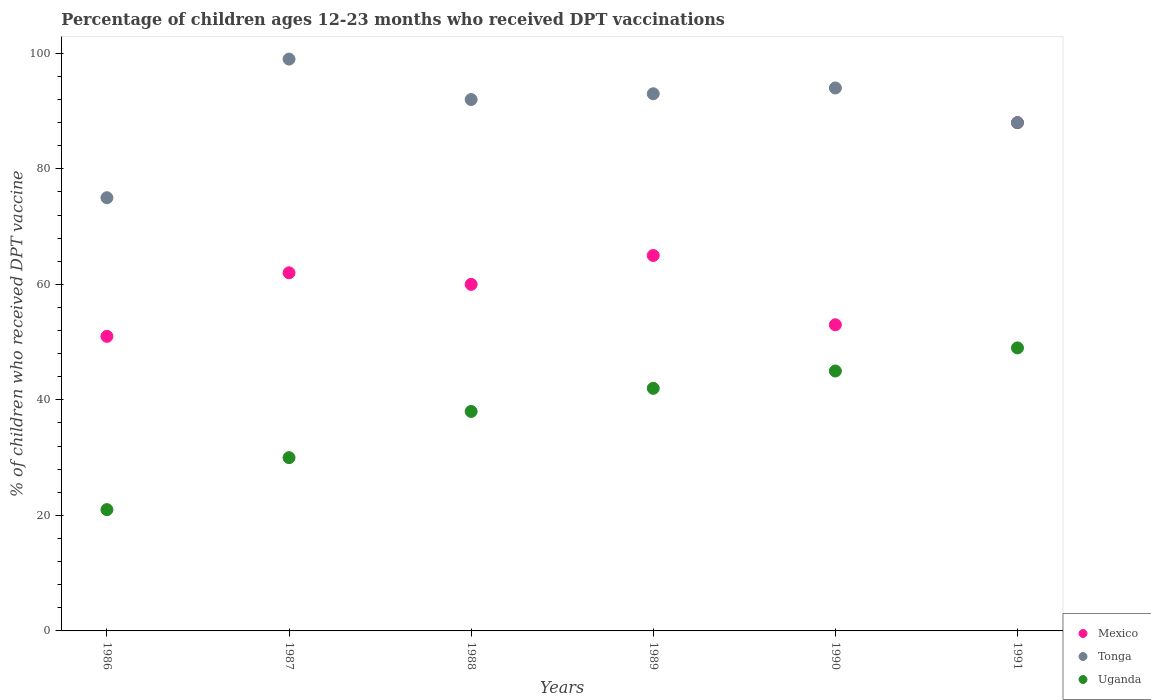 Percentage of children ages 12-23 months who received DPT vaccinations
% of children who received DPT vaccine
100
80
60
40
20
0
1986
1987
1988
1989
1990
1991
Years
Mexico
Tonga
Uganda